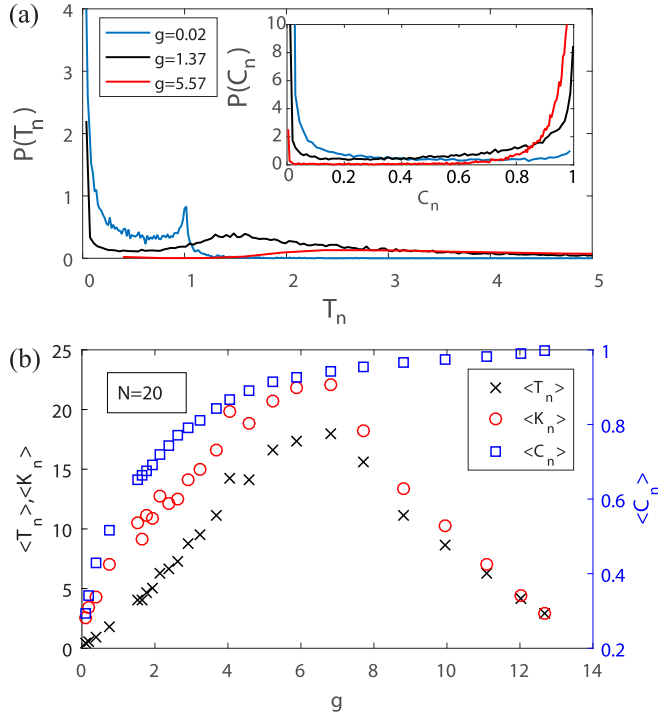 (a)
g=0.02
g=1.37
g=5.57
P(T_n)
4
3
2
1
0
0 1 2 3 4 5
T_n
P(C_n)
10
8
6
4
2
0
0 0.2 0.4 0.6 0.8 1
C_n
(b)
N=20
<T_n>
<K_n>
<C_n>
<T_n>,<K_n>
25
20
15
10
5
0
0 2 4 6 8 10 12 14
g
1
0.8
0.6
0.4
0.2
<C_n>